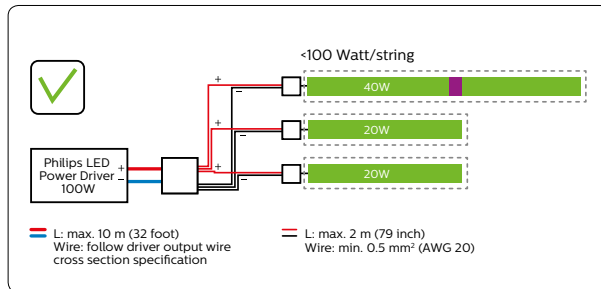 <100 Watt/string
+
−
40W
+
−
20W
+
−
20W
Philips LED
Power Driver
100W
+
−
L: max. 10 m (32 foot)
Wire: follow driver output wire
cross section specification
L: max. 2 m (79 inch)
Wire: min. 0.5 mm² (AWG 20)